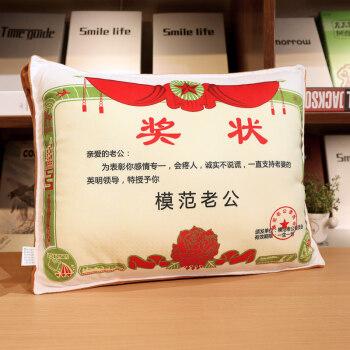 Time guide
Smile life
Smile life
morrow
JACKSO
奖 状
亲爱的老公：
为表彰你感情专一，会疼人，诚实不说谎，一直支持老婆的
英明领导，特授予你
模范老公